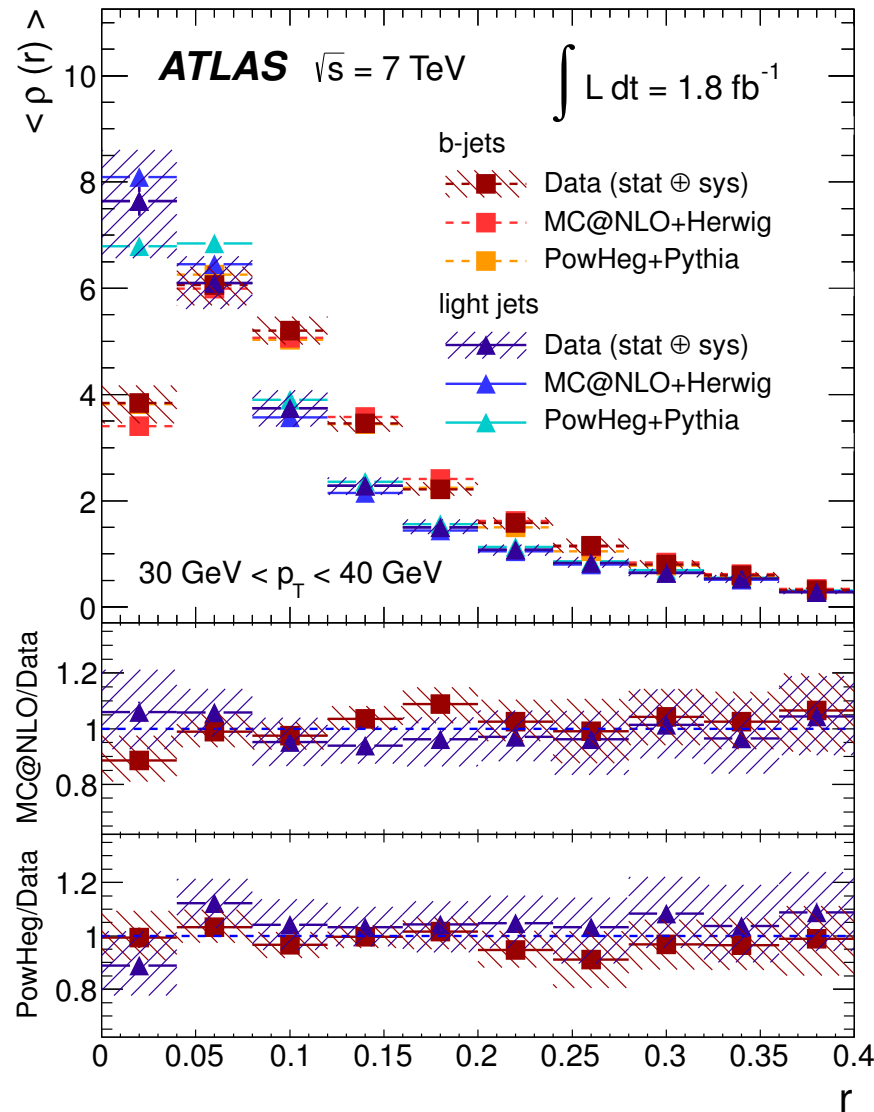 < ρ (r) >
ATLAS √s = 7 TeV ∫ L dt = 1.8 fb⁻¹
b-jets
Data (stat ⊕ sys)
MC@NLO+Herwig
PowHeg+Pythia
light jets
Data (stat ⊕ sys)
MC@NLO+Herwig
PowHeg+Pythia
30 GeV < p_T < 40 GeV
10
8
6
4
2
0
MC@NLO/Data
1.2
1
0.8
PowHeg/Data
1.2
1
0.8
0 0.05 0.1 0.15 0.2 0.25 0.3 0.35 0.4
r